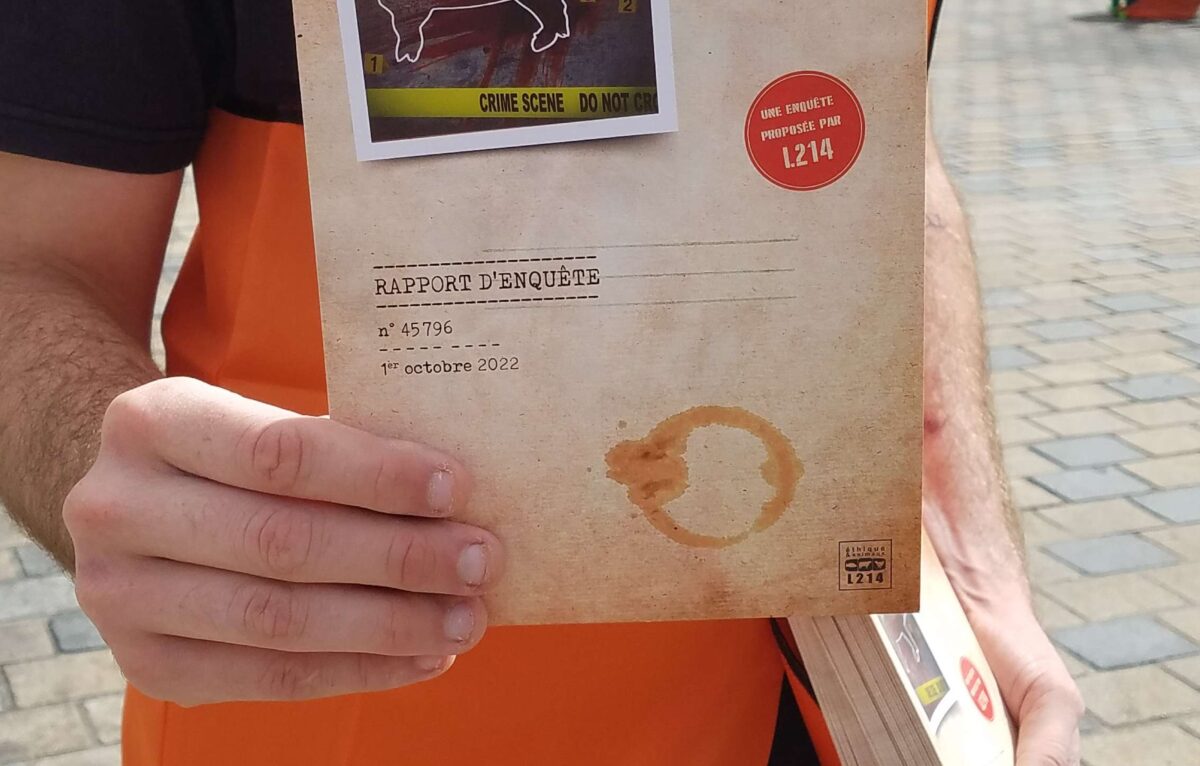 2
1
CRIME SCENE DO NOT CRO
UNE ENQUÊTE
PROPOSÉE PAR
L214
RAPPORT D'ENQUÊTE
n° 45796
1er octobre 2022
éthique
& animaux
L214